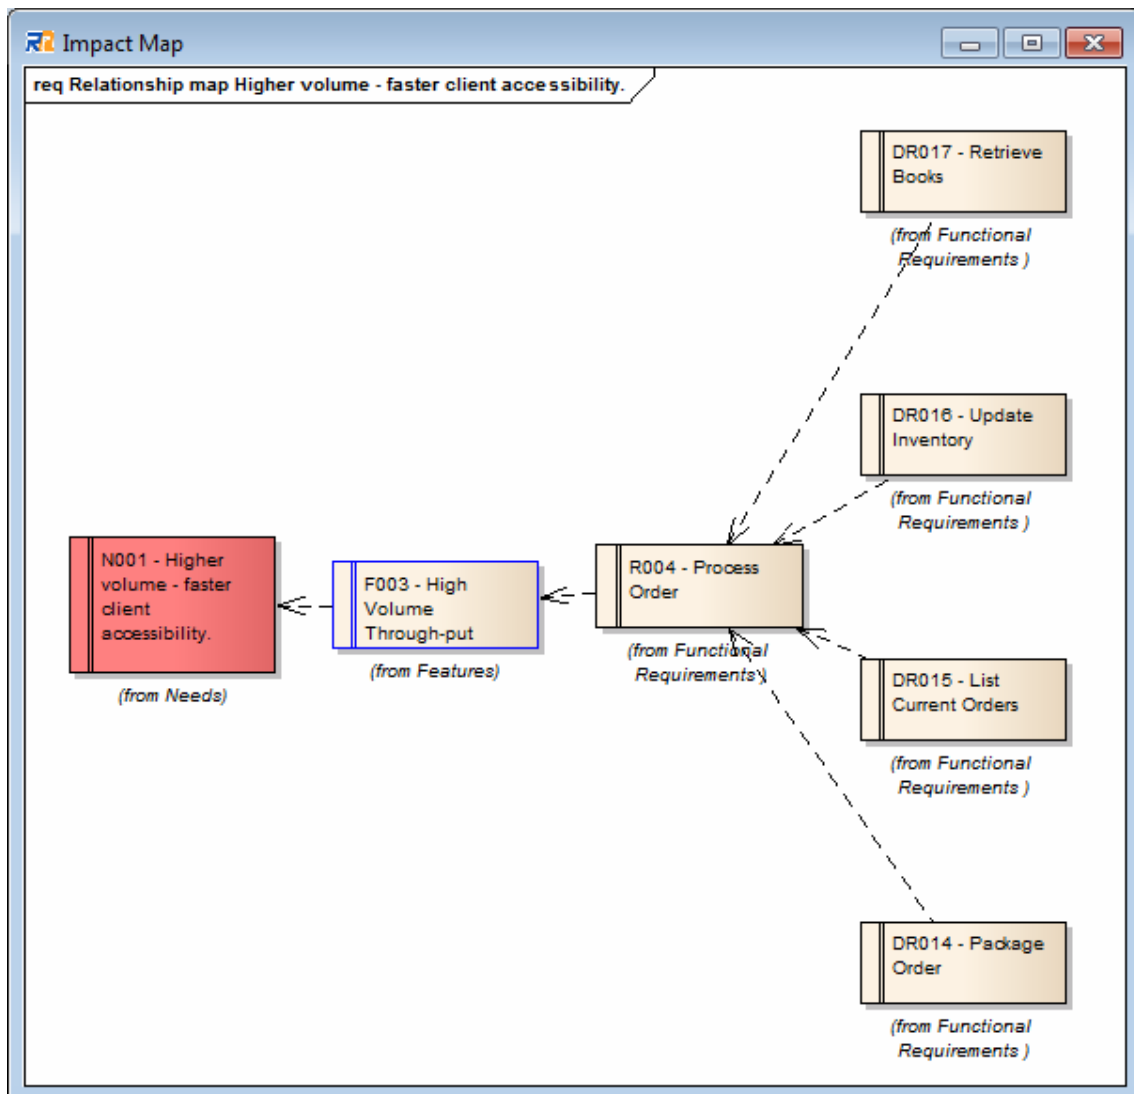 Impact Map
req Relationship map Higher volume - faster client accessibility.
DR017 - Retrieve
Books
(from Functional
Requirements )
DR016 - Update
Inventory
(from Functional
Requirements )
N001 - Higher
volume - faster
client
accessibility.
(from Needs)
F003 - High
Volume
Through-put
(from Features)
R004 - Process
Order
(from Functional
Requirements )
DR015 - List
Current Orders
(from Functional
Requirements )
DR014 - Package
Order
(from Functional
Requirements )